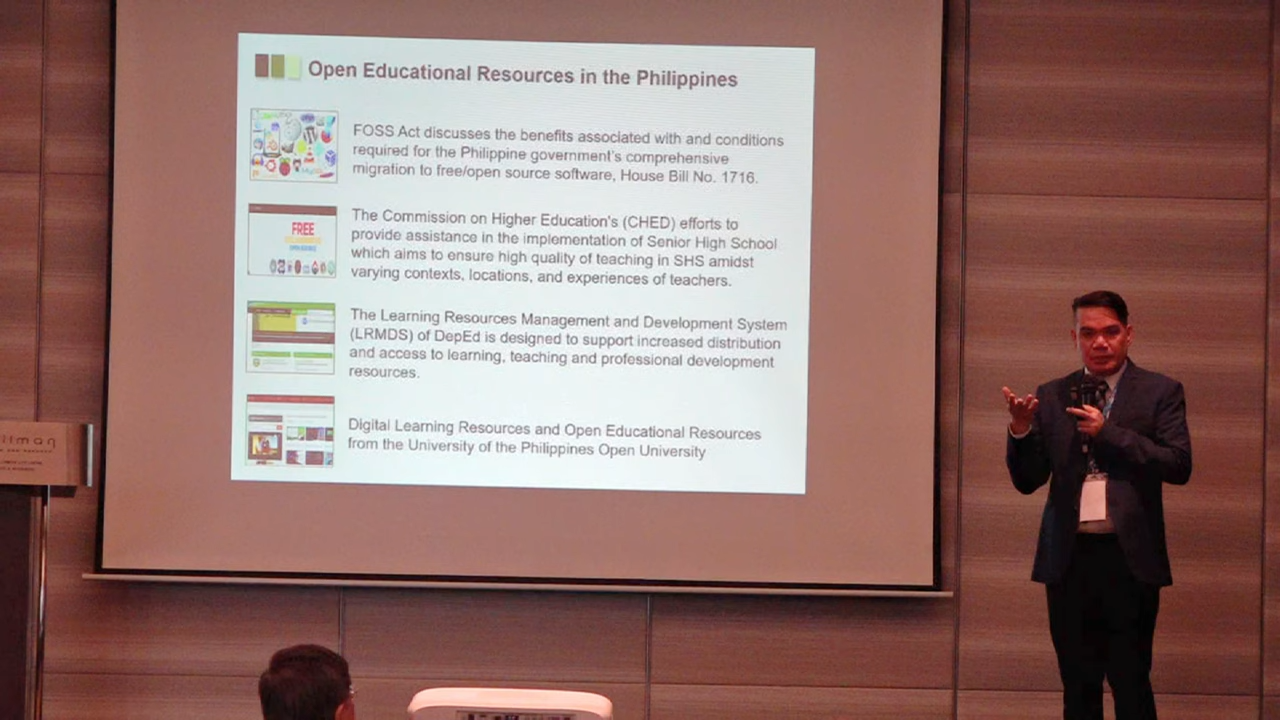 Open Educational Resources in the Philippines
FOSS Act discusses the benefits associated with and conditions
required for the Philippine government's comprehensive
migration to free/open source software, House Bill No. 1716.
FREE
The Commission on Higher Education's (CHED) efforts to
provide assistance in the implementation of Senior High School
which aims to ensure high quality of teaching in SHS amidst
varying contexts, locations, and experiences of teachers.
The Learning Resources Management and Development System
(LRMDS) of DepEd is designed to support increased distribution
and access to learning, teaching and professional development
resources.
Digital Learning Resources and Open Educational Resources
from the University of the Philippines Open University